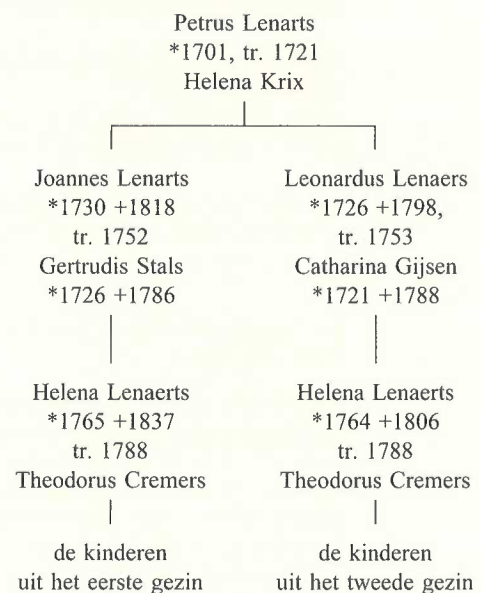 Petrus Lenarts
*1701, tr. 1721
Helena Krix
Joannes Lenarts
*1730 +1818
tr. 1752
Gertrudis Stals
*1726 +1786
Leonardus Lenaers
*1726 +1798,
tr. 1753
Catharina Gijsen
*1721 +1788
Helena Lenaerts
*1765 +1837
tr. 1788
Theodorus Cremers
Helena Lenaerts
*1764 +1806
tr. 1788
Theodorus Cremers
de kinderen
uit het eerste gezin
de kinderen
uit het tweede gezin